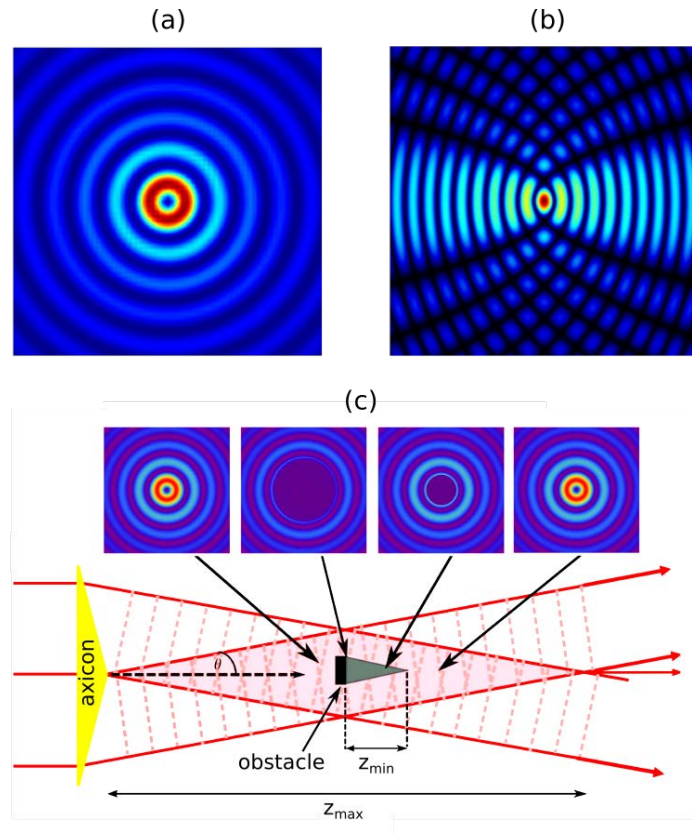 (a)
(b)
(c)
axicon
θ
obstacle
z_min
z_max